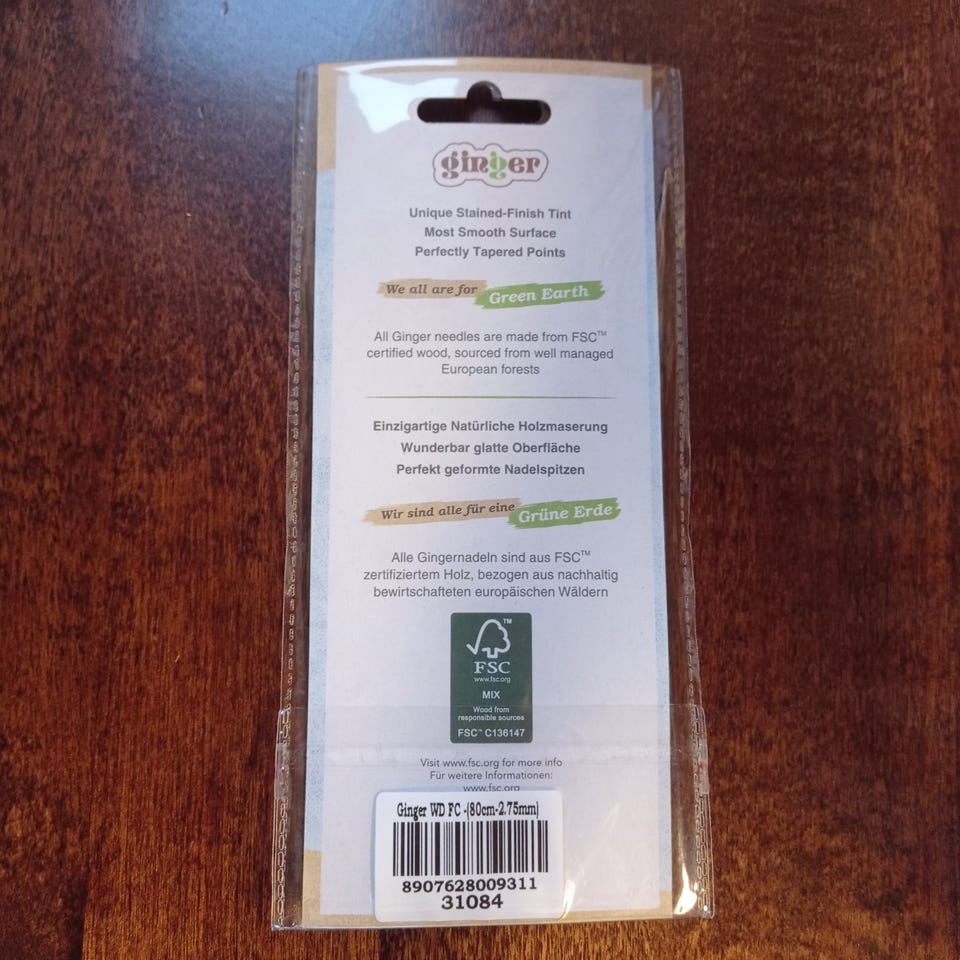 ginger
Unique Stained-Finish Tint
Most Smooth Surface
Perfectly Tapered Points
We all are for Green Earth
All Ginger needles are made from FSC™
certified wood, sourced from well managed
European forests
Einzigartige Natürliche Holzmaserung
Wunderbar glatte Oberfläche
Perfekt geformte Nadelspitzen
Wir sind alle für eine Grüne Erde
Alle Gingernadeln sind aus FSC™
zertifiziertem Holz, bezogen aus nachhaltig
bewirtschafteten europäischen Wäldern
™
FSC
www.fsc.org
MIX
Wood from
responsible sources
FSC™ C136147
Visit www.fsc.org for more info
Für weitere Informationen:
www.fsc.org
Ginger WD FC -(80cm-2.75mm)
8907628009311
31084